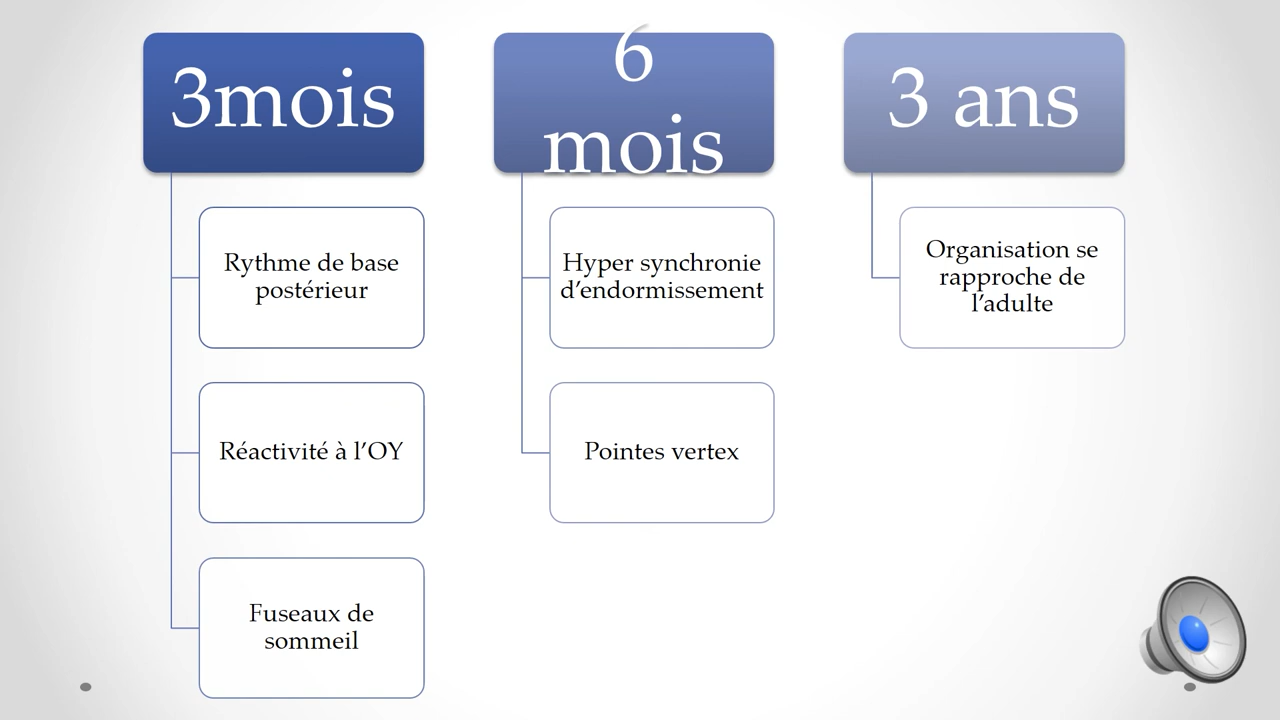 3mois
Rythme de base
postérieur
Réactivité à l’OY
Fuseaux de
sommeil
6
mois
Hyper synchronie
d’endormissement
Pointes vertex
3 ans
Organisation se
rapproche de
l’adulte